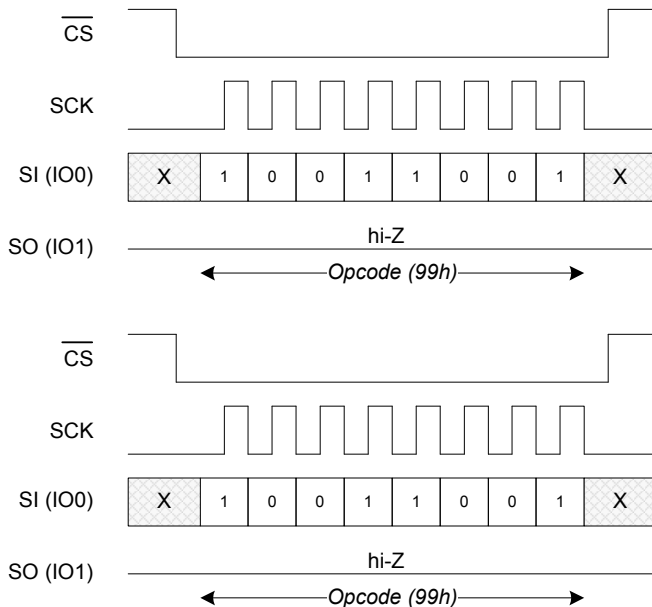 CS
SCK
SI (IO0) X 1 0 0 1 1 0 0 1 X
SO (IO1) hi-Z
Opcode (99h)
CS
SCK
SI (IO0) X 1 0 0 1 1 0 0 1 X
SO (IO1) hi-Z
Opcode (99h)